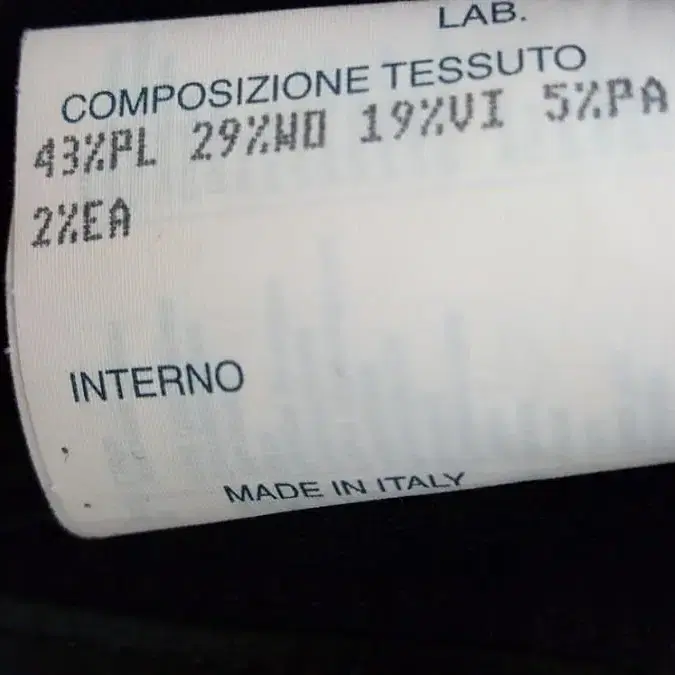 LAB.
COMPOSIZIONE TESSUTO
43%PL 29%WO 19%VI 5%PA
2%EA
INTERNO
MADE IN ITALY